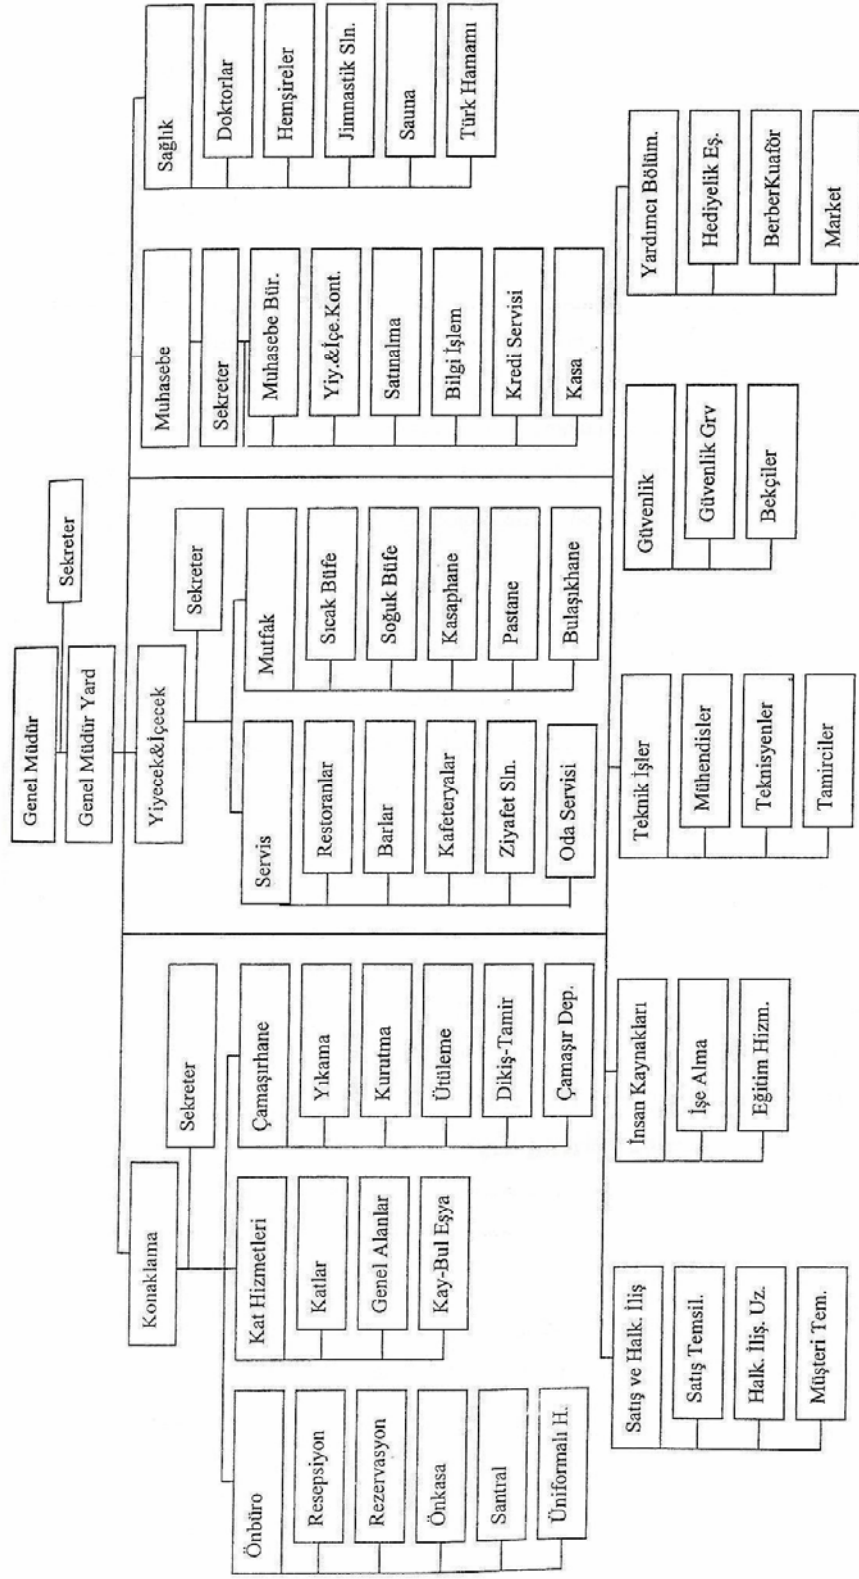 Genel Müdür
Sekreter
Genel Müdür Yard
Konaklama
Sekreter
Önbüro
Resepsiyon
Rezervasyon
Önkasa
Santral
Üniformalı H.
Kat Hizmetleri
Katlar
Genel Alanlar
Kay-Bul Eşya
Çamaşırhane
Yıkama
Kurutma
Ütüleme
Dikiş-Tamir
Çamaşır Dep.
Yiyecek&İçecek
Sekreter
Servis
Restoranlar
Barlar
Kafeteryalar
Ziyafet Sln.
Oda Servisi
Mutfak
Sıcak Büfe
Soğuk Büfe
Kasaphane
Pastane
Bulaşıkhane
Muhasebe
Sekreter
Muhasebe Bür.
Yiy.&İçe.Kont.
Satınalma
Bilgi İşlem
Kredi Servisi
Kasa
Sağlık
Doktorlar
Hemşireler
Jimnastik Sln.
Sauna
Türk Hamamı
Satış ve Halk. İliş
Satış Temsil.
Halk. İliş. Uz.
Müşteri Tem.
İnsan Kaynakları
İşe Alma
Eğitim Hizm.
Teknik İşler
Mühendisler
Teknisyenler
Tamirciler
Güvenlik
Güvenlik Grv
Bekçiler
Yardımcı Bölüm.
Hediyelik Eş.
BerberKuaför
Market